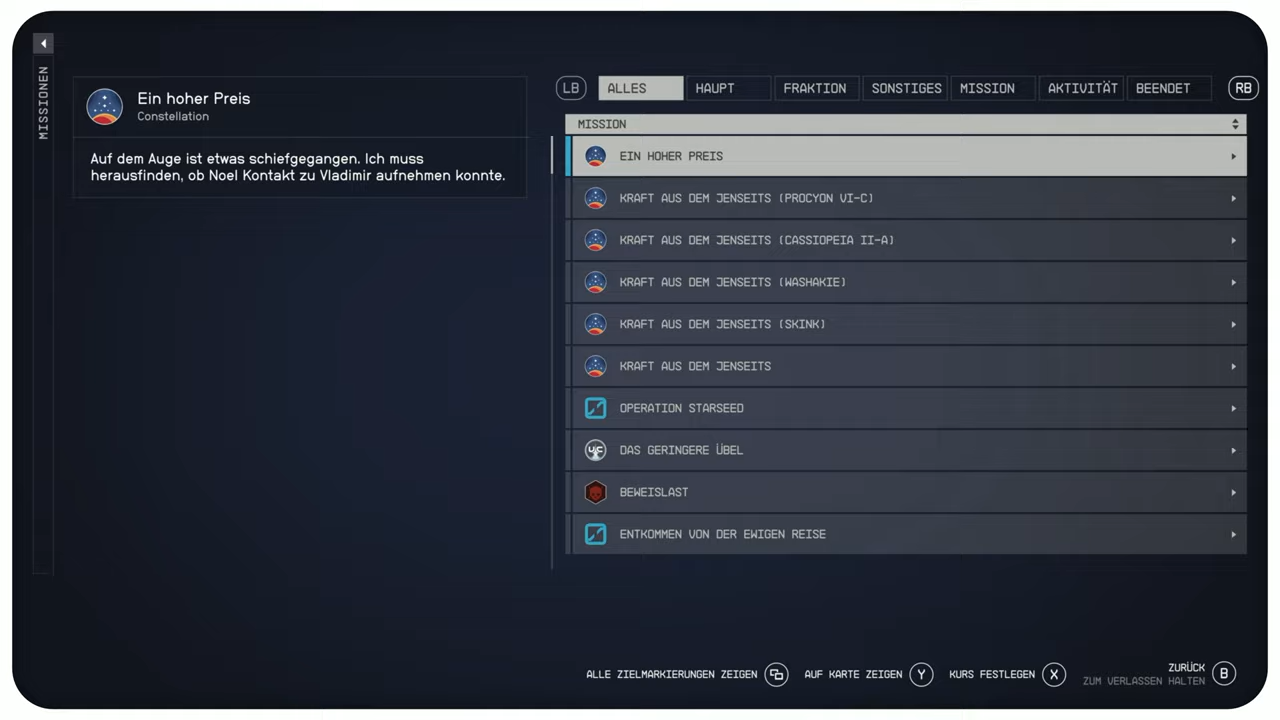 MISSIONEN
Ein hoher Preis
Constellation
Auf dem Auge ist etwas schiefgegangen. Ich muss
herausfinden, ob Noel Kontakt zu Vladimir aufnehmen konnte.
LB ALLES HAUPT FRAKTION SONSTIGES MISSION AKTIVITÄT BEENDET RB
MISSION
EIN HOHER PREIS
KRAFT AUS DEM JENSEITS (PROCYON VI-C)
KRAFT AUS DEM JENSEITS (CASSIOPEIA II-A)
KRAFT AUS DEM JENSEITS (WASHAKIE)
KRAFT AUS DEM JENSEITS (SKINK)
KRAFT AUS DEM JENSEITS
OPERATION STARSEED
UC DAS GERINGERE ÜBEL
BEWEISLAST
ENTKOMMEN VON DER EWIGEN REISE
ALLE ZIELMARKIERUNGEN ZEIGEN AUF KARTE ZEIGEN Y KURS FESTLEGEN X ZURÜCK B
ZUM VERLASSEN HALTEN